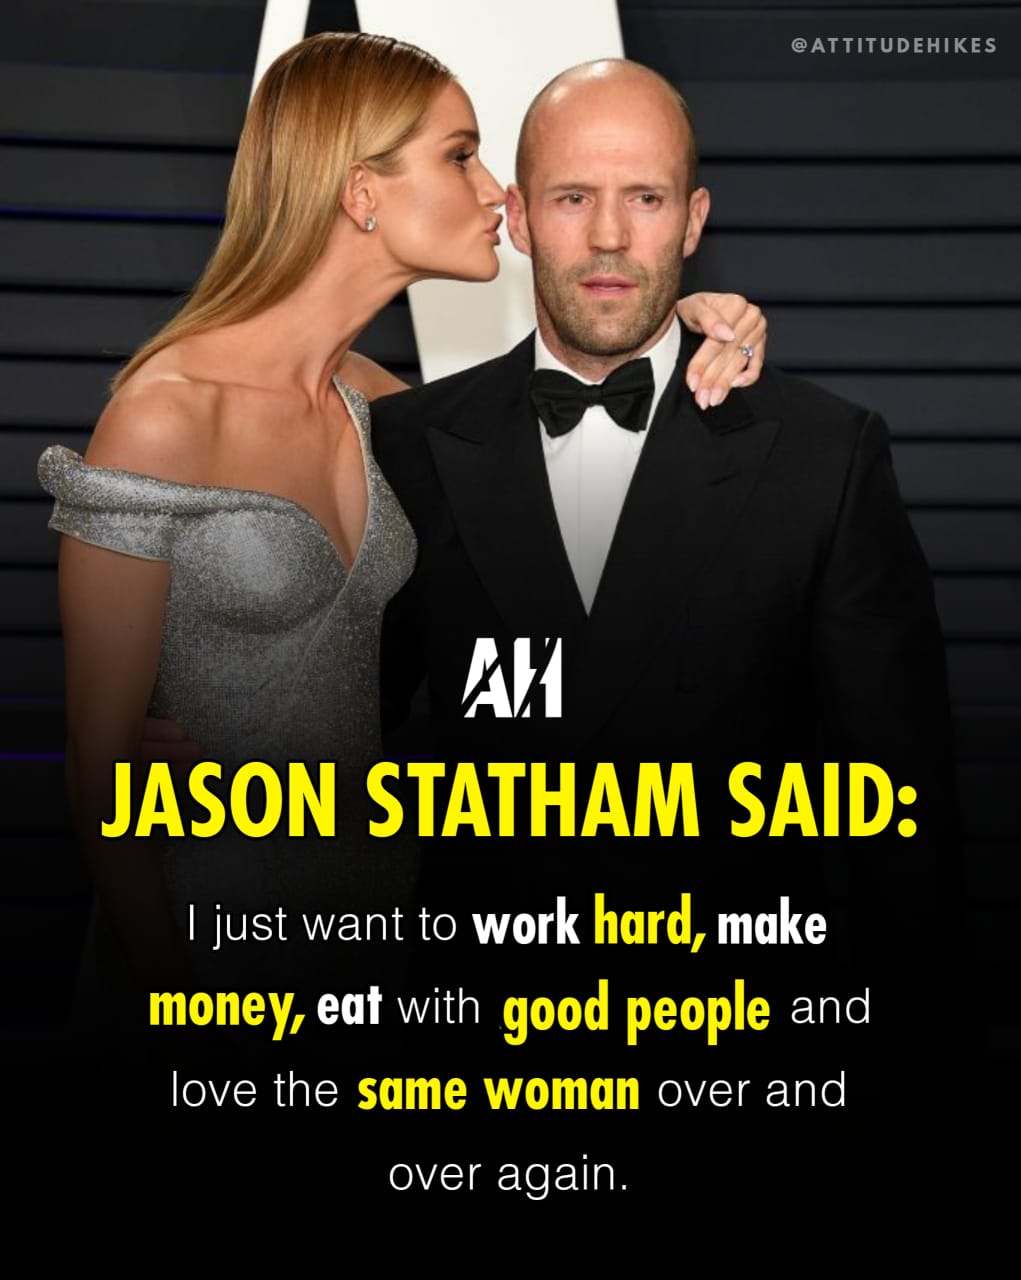 @ATTITUDEHIKES
AH
JASON STATHAM SAID:
I just want to work hard, make
money, eat with good people and
love the same woman over and
over again.